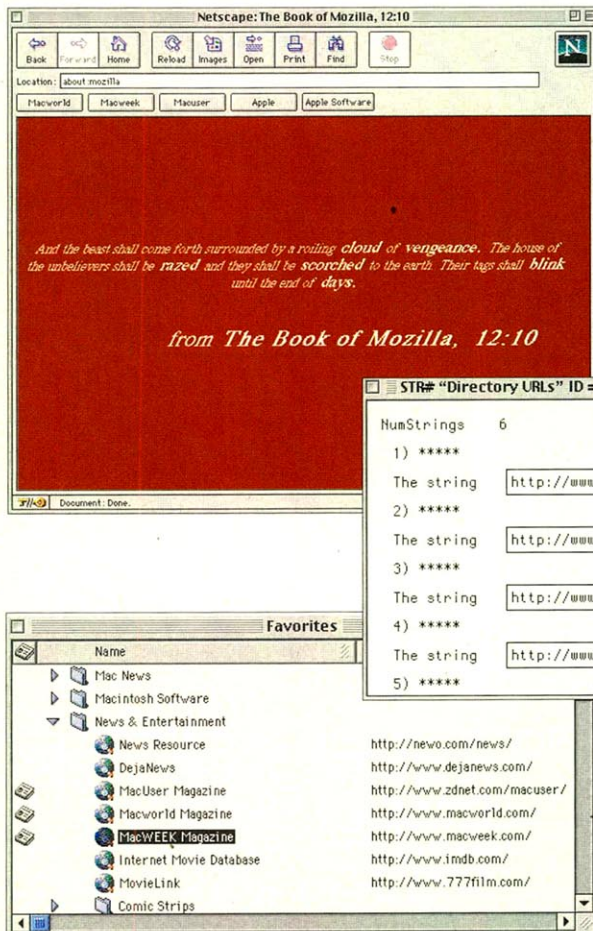 Netscape: The Book of Mozilla, 12:10
Back Forward Home Reload Images Open Print Find Stop
N
Location: about:mozilla
Macworld Macweek Macuser Apple Apple Software
And the beast shall come forth surrounded by a roiling cloud of vengeance. The house of
the unbelievers shall be razed and they shall be scorched to the earth. Their tags shall blink
until the end of days.
from The Book of Mozilla, 12:10
Document: Done.
STR# “Directory URLs” ID =
NumStrings 6
1) *****
The string http://www
2) *****
The string http://www
3) *****
The string http://www
4) *****
The string http://www
5) *****
Favorites
Name
Mac News
Macintosh Software
News & Entertainment
News Resource http://newo.com/news/
DejaNews http://www.dejanews.com/
MacUser Magazine http://www.zdnet.com/macuser/
Macworld Magazine http://www.macworld.com/
MacWEEK Magazine http://www.macweek.com/
Internet Movie Database http://www.imdb.com/
MovieLink http://www.777film.com/
Comic Strips